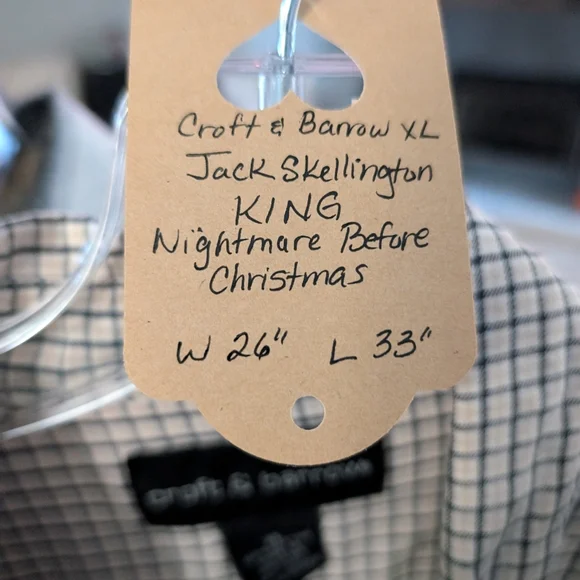 Croft & Barrow XL
Jack Skellington
KING
Nightmare Before
Christmas
W 26" L 33"
croft & barrow